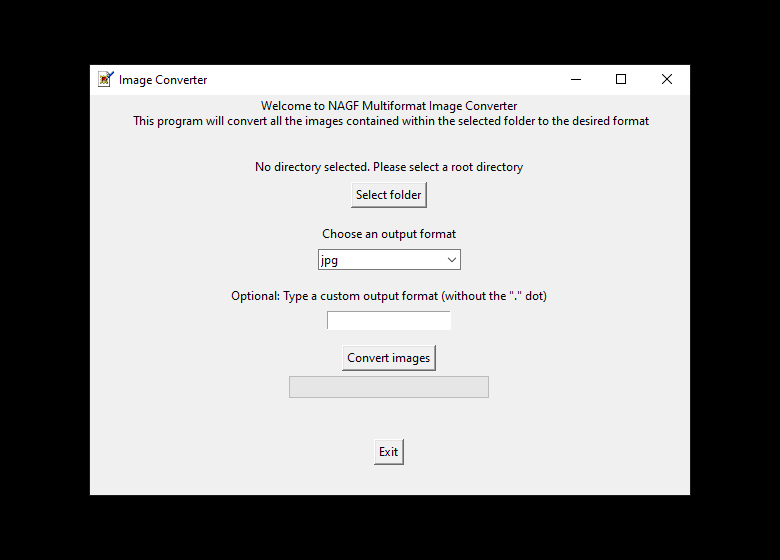 Image Converter
Welcome to NAGF Multiformat Image Converter
This program will convert all the images contained within the selected folder to the desired format
No directory selected. Please select a root directory
Select folder
Choose an output format
jpg
Optional: Type a custom output format (without the "." dot)
Convert images
Exit